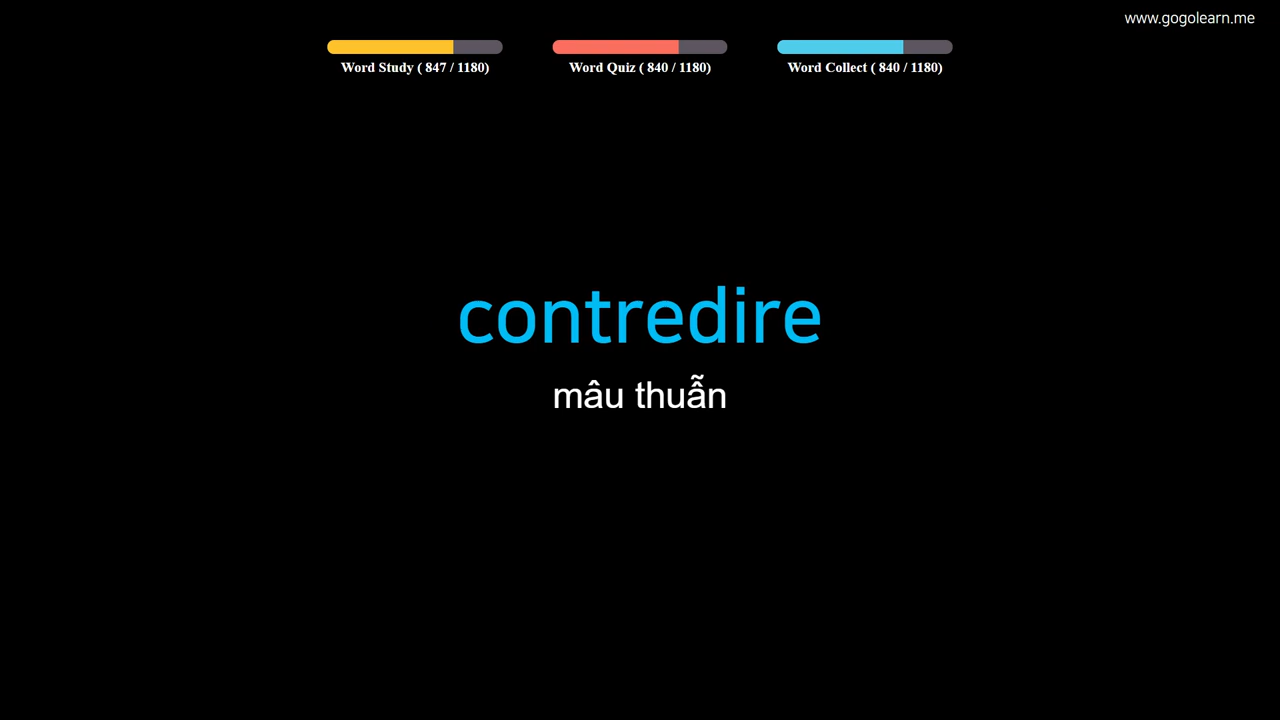 www.gogolearn.me
Word Study ( 847 / 1180)
Word Quiz ( 840 / 1180)
Word Collect ( 840 / 1180)
contredire
mâu thuẫn